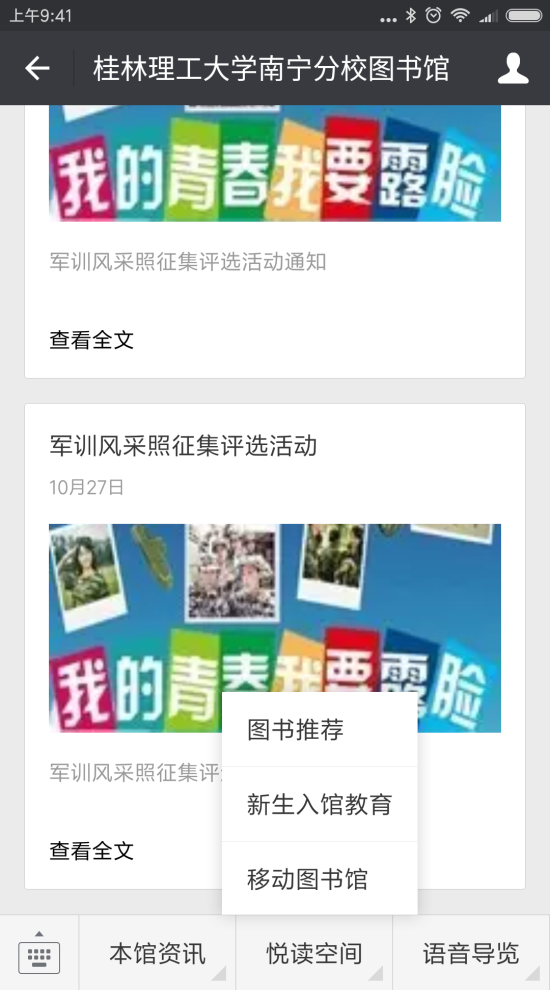 上午9:41
桂林理工大学南宁分校图书馆
我的青春我要露脸
军训风采照征集评选活动通知
查看全文
军训风采照征集评选活动
10月27日
我的青春我要露脸
军训风采照征集评
查看全文
图书推荐
新生入馆教育
移动图书馆
本馆资讯
悦读空间
语音导览